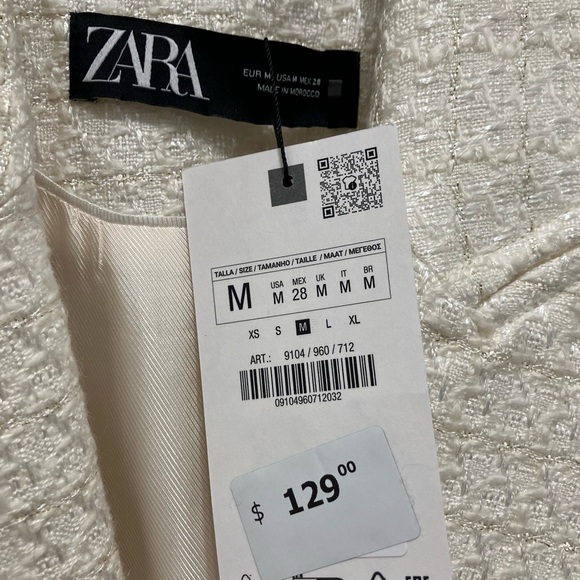 ZARA
EUR M USA M MEX 28
MADE IN MOROCCO
TALLA / SIZE / TAMANHO / TAILLE / MAAT / ΜΕΓΕΘΟΣ
M
USA MEX UK IT BR
M 28 M M M
XS S M L XL
ART.: 9104 / 960 / 712
09104960712032
$ 129 00